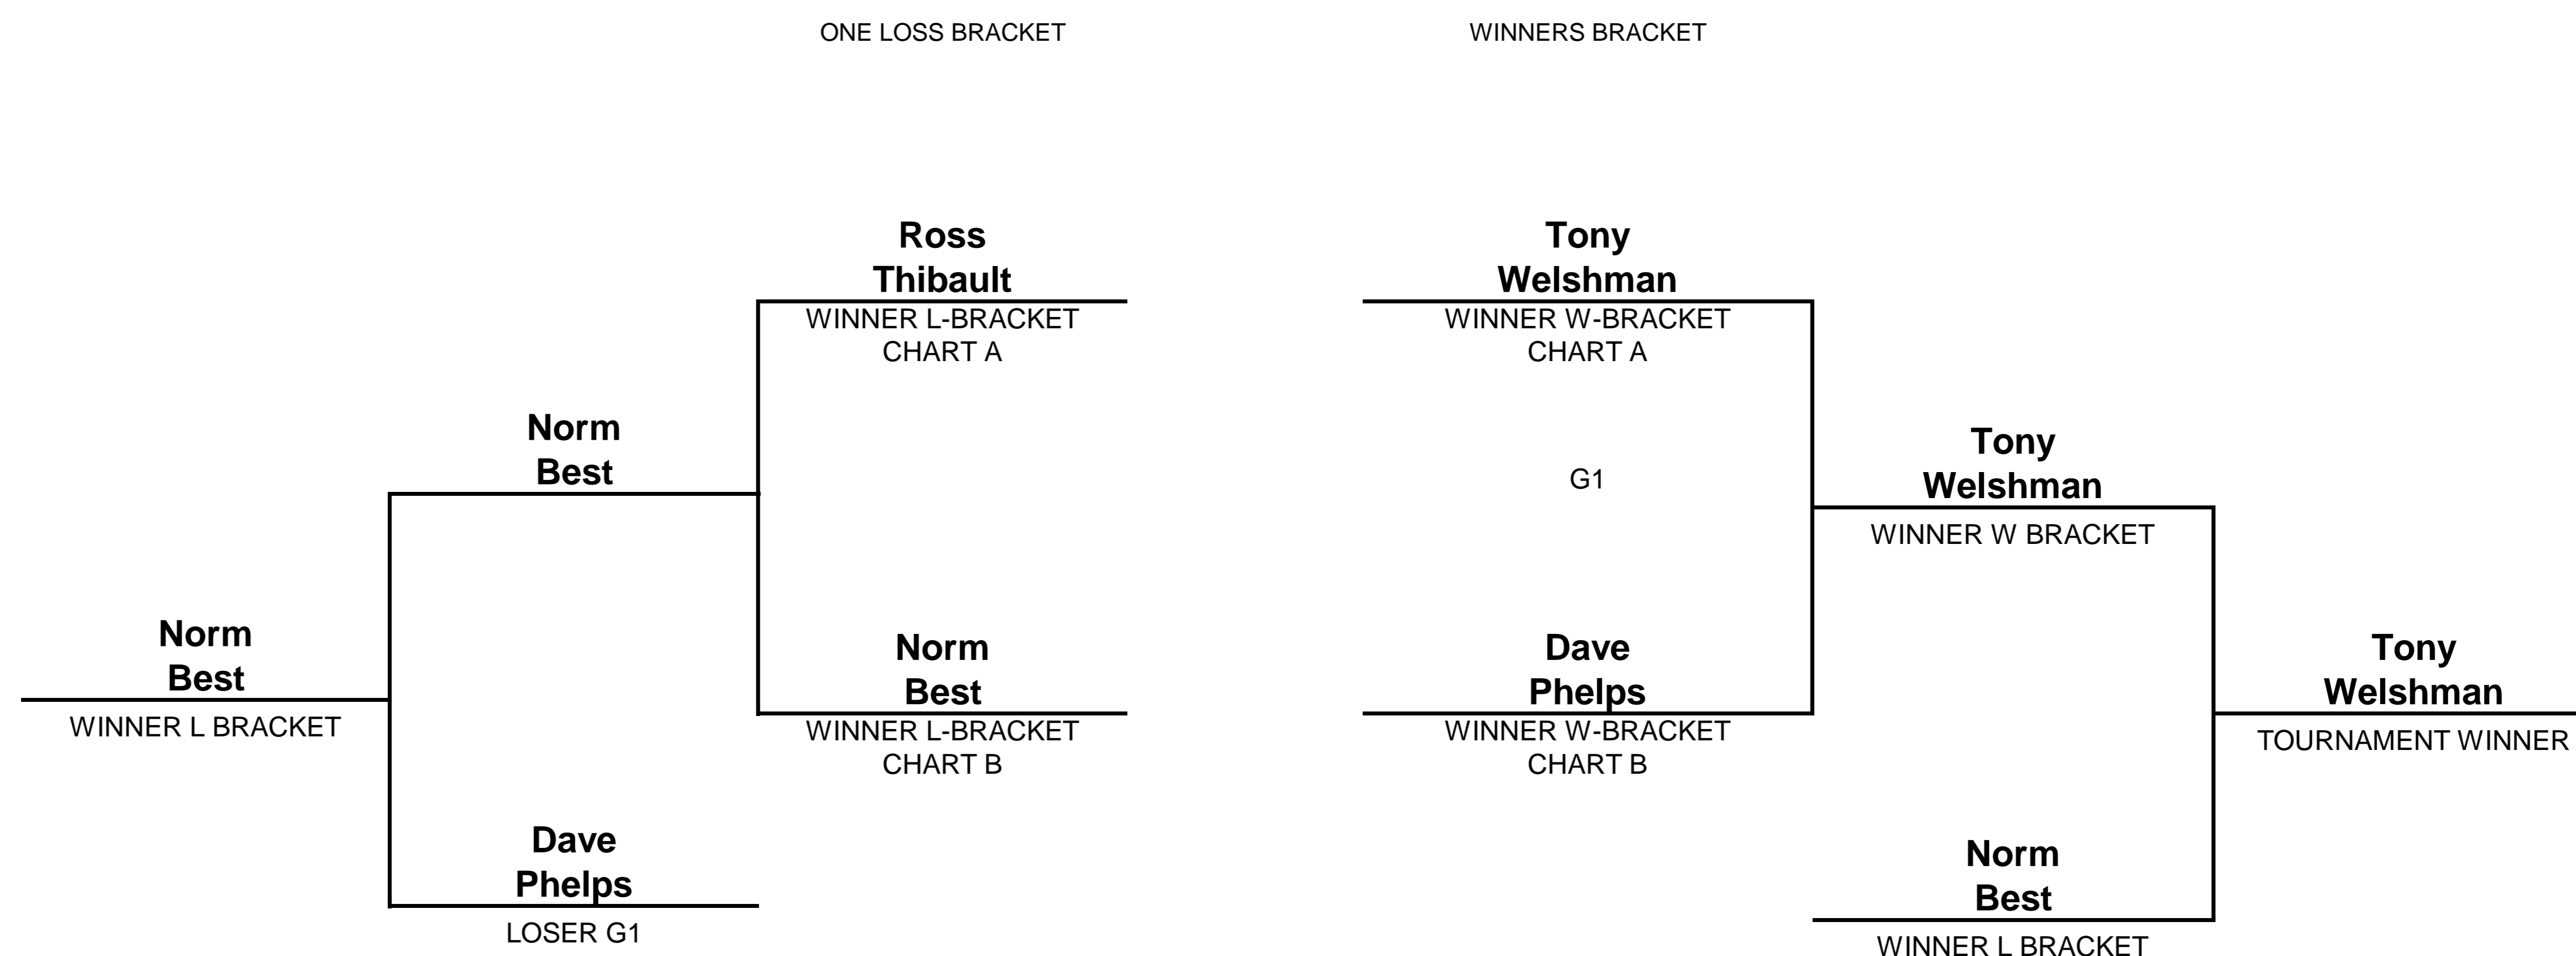 ONE LOSS BRACKET
WINNERS BRACKET
Ross
Thibault
WINNER L-BRACKET
CHART A
Tony
Welshman
WINNER W-BRACKET
CHART A
Norm
Best
G1
Tony
Welshman
WINNER W BRACKET
Norm
Best
WINNER L BRACKET
Norm
Best
WINNER L-BRACKET
CHART B
Dave
Phelps
WINNER W-BRACKET
CHART B
Tony
Welshman
TOURNAMENT WINNER
Dave
Phelps
LOSER G1
Norm
Best
WINNER L BRACKET